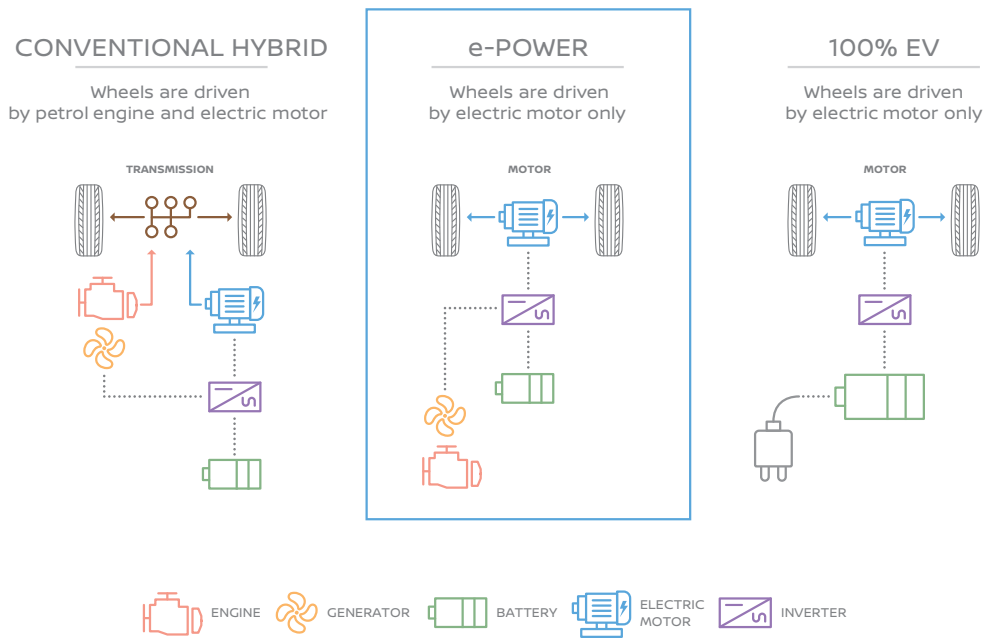 CONVENTIONAL HYBRID
Wheels are driven
by petrol engine and electric motor
TRANSMISSION
e-POWER
Wheels are driven
by electric motor only
MOTOR
100% EV
Wheels are driven
by electric motor only
MOTOR
ENGINE
GENERATOR
BATTERY
ELECTRIC
MOTOR
INVERTER